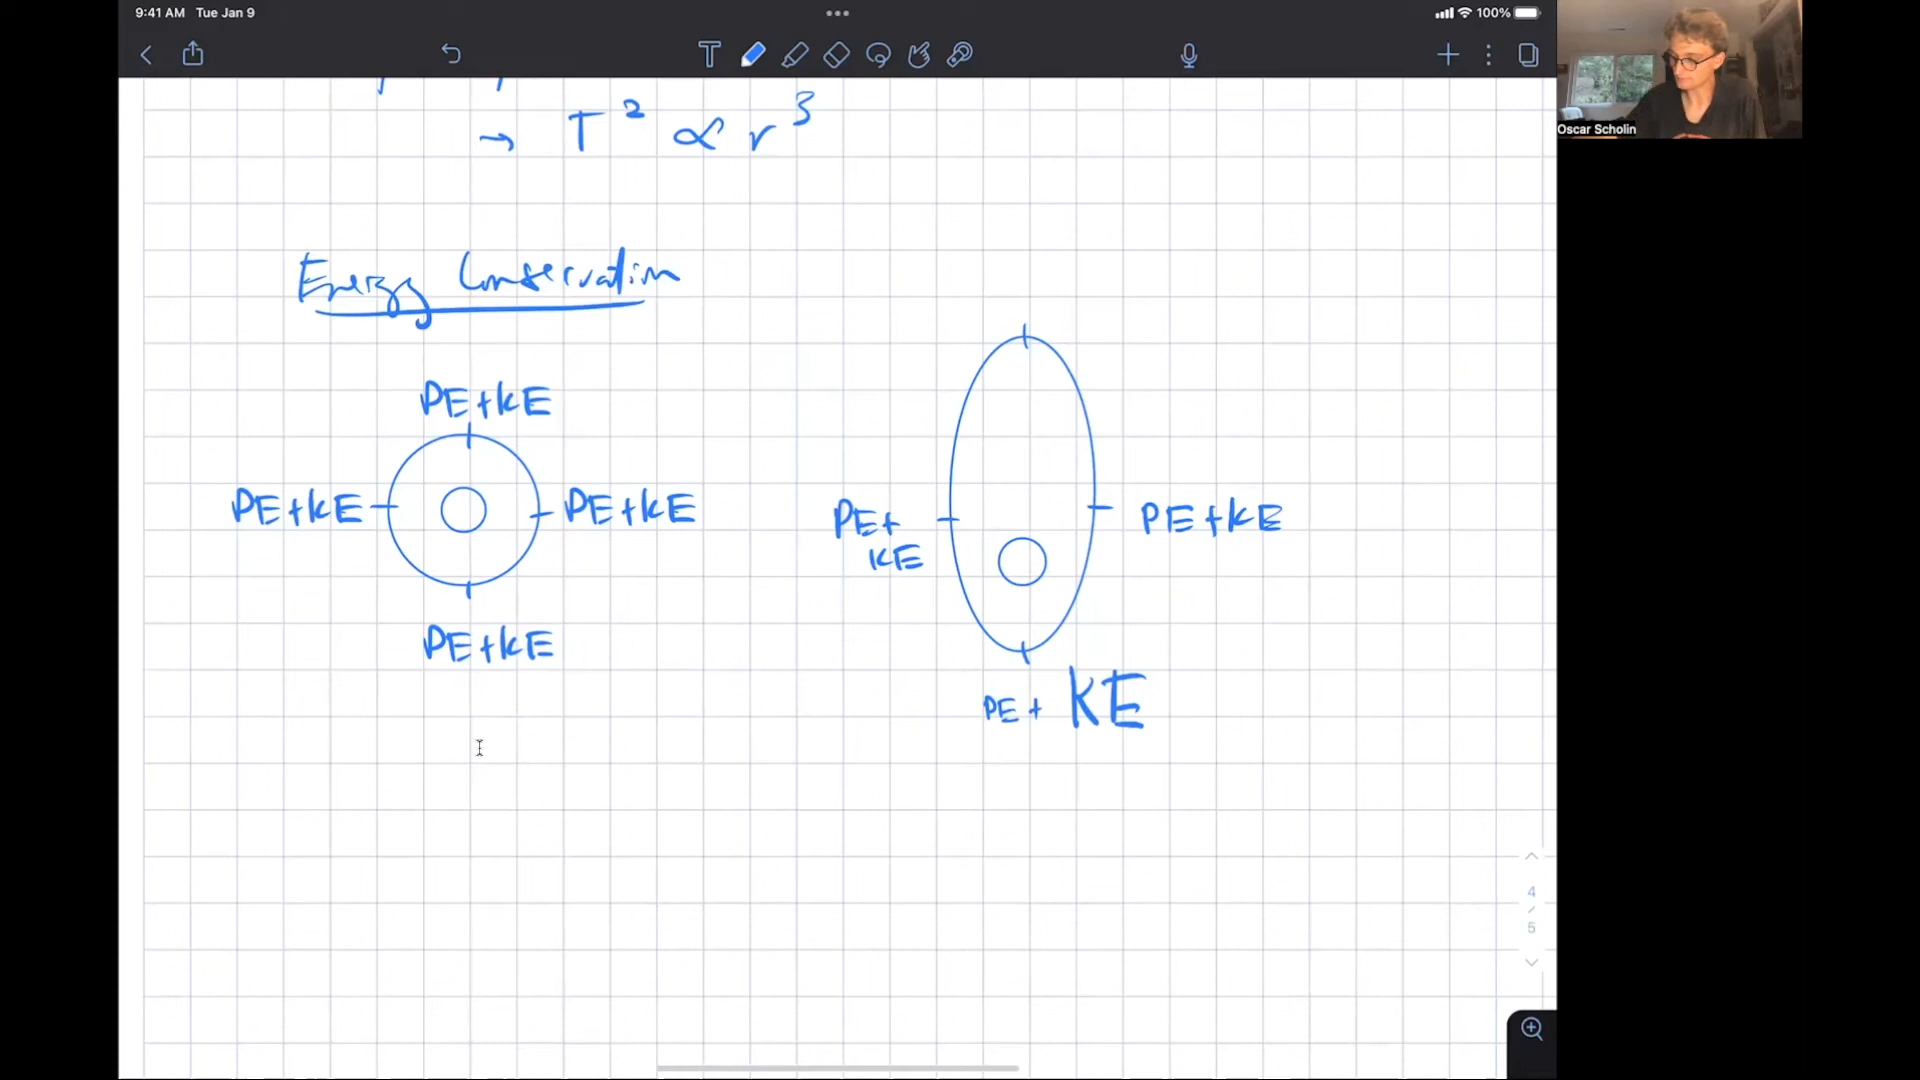 9:41 AM Tue Jan 9
100%
T
Oscar Scholin
→ T² ∝ r³
Energy Conservation
PE+KE
PE+KE
PE+KE
PE+KE
PE+
KE
PE+KE
PE+ KE
4
/
5